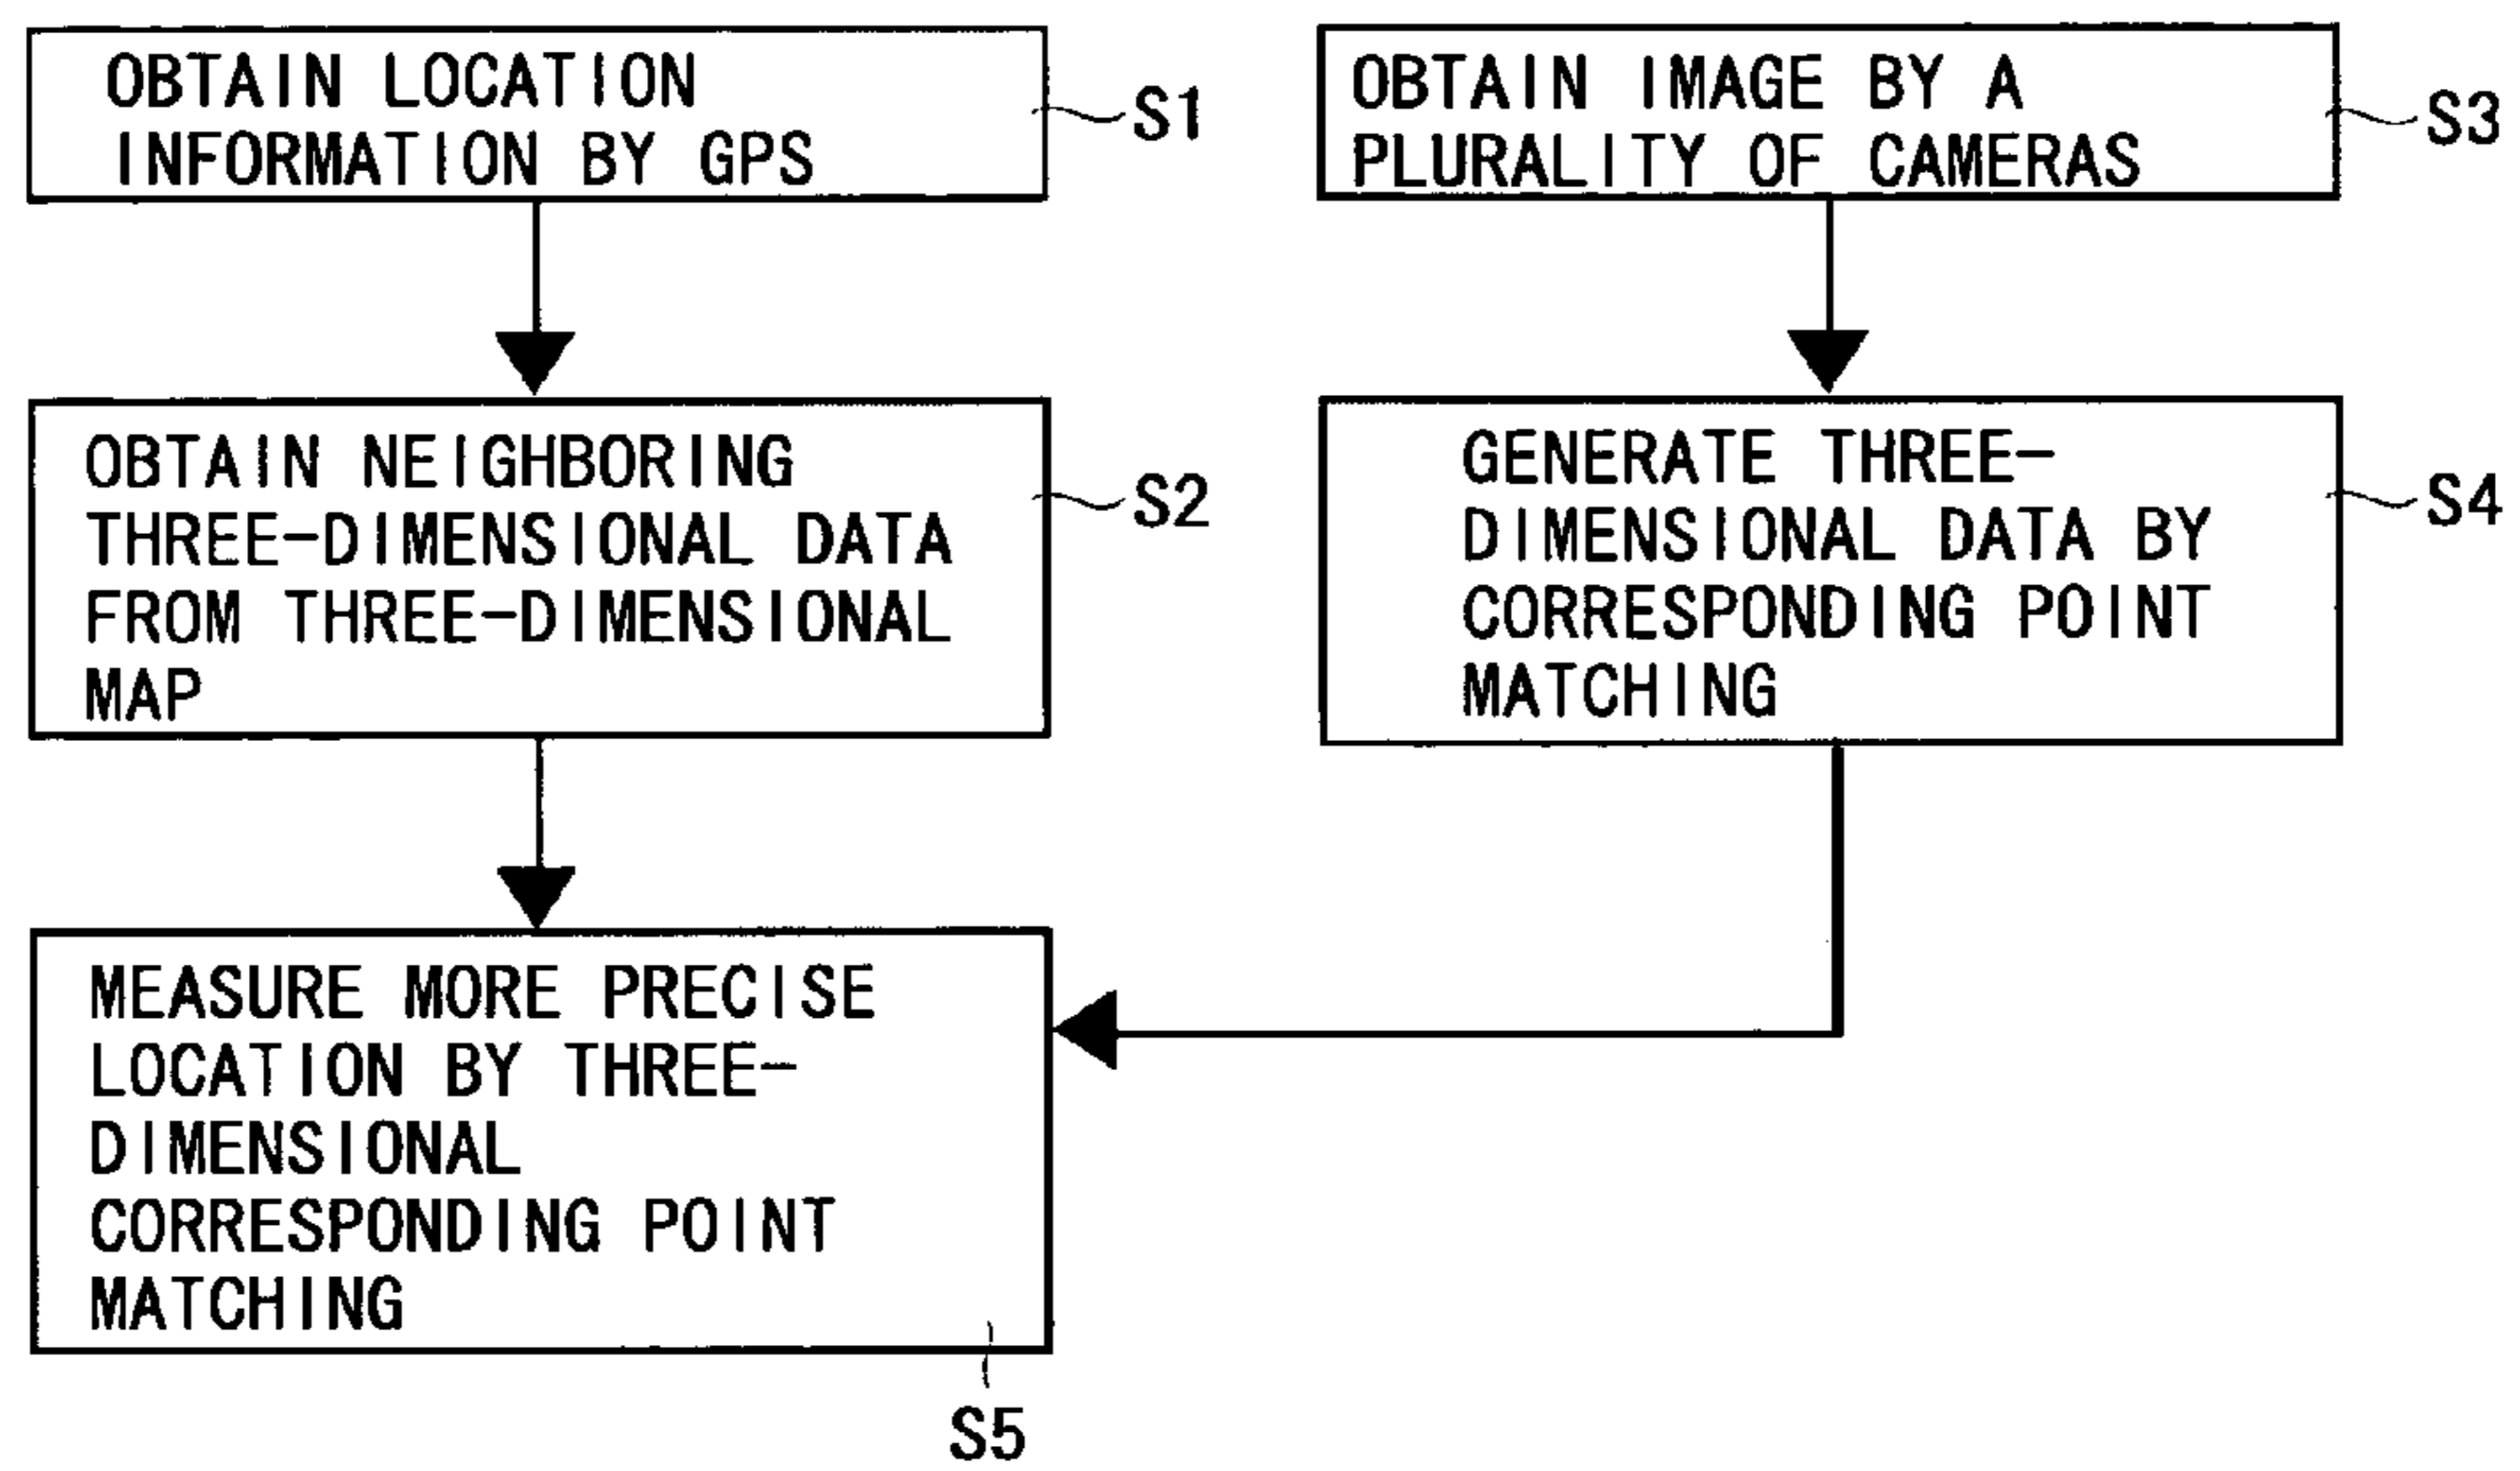 OBTAIN LOCATION
INFORMATION BY GPS
S1
OBTAIN NEIGHBORING
THREE-DIMENSIONAL DATA
FROM THREE-DIMENSIONAL
MAP
S2
OBTAIN IMAGE BY A
PLURALITY OF CAMERAS
S3
GENERATE THREE-
DIMENSIONAL DATA BY
CORRESPONDING POINT
MATCHING
S4
MEASURE MORE PRECISE
LOCATION BY THREE-
DIMENSIONAL
CORRESPONDING POINT
MATCHING
S5